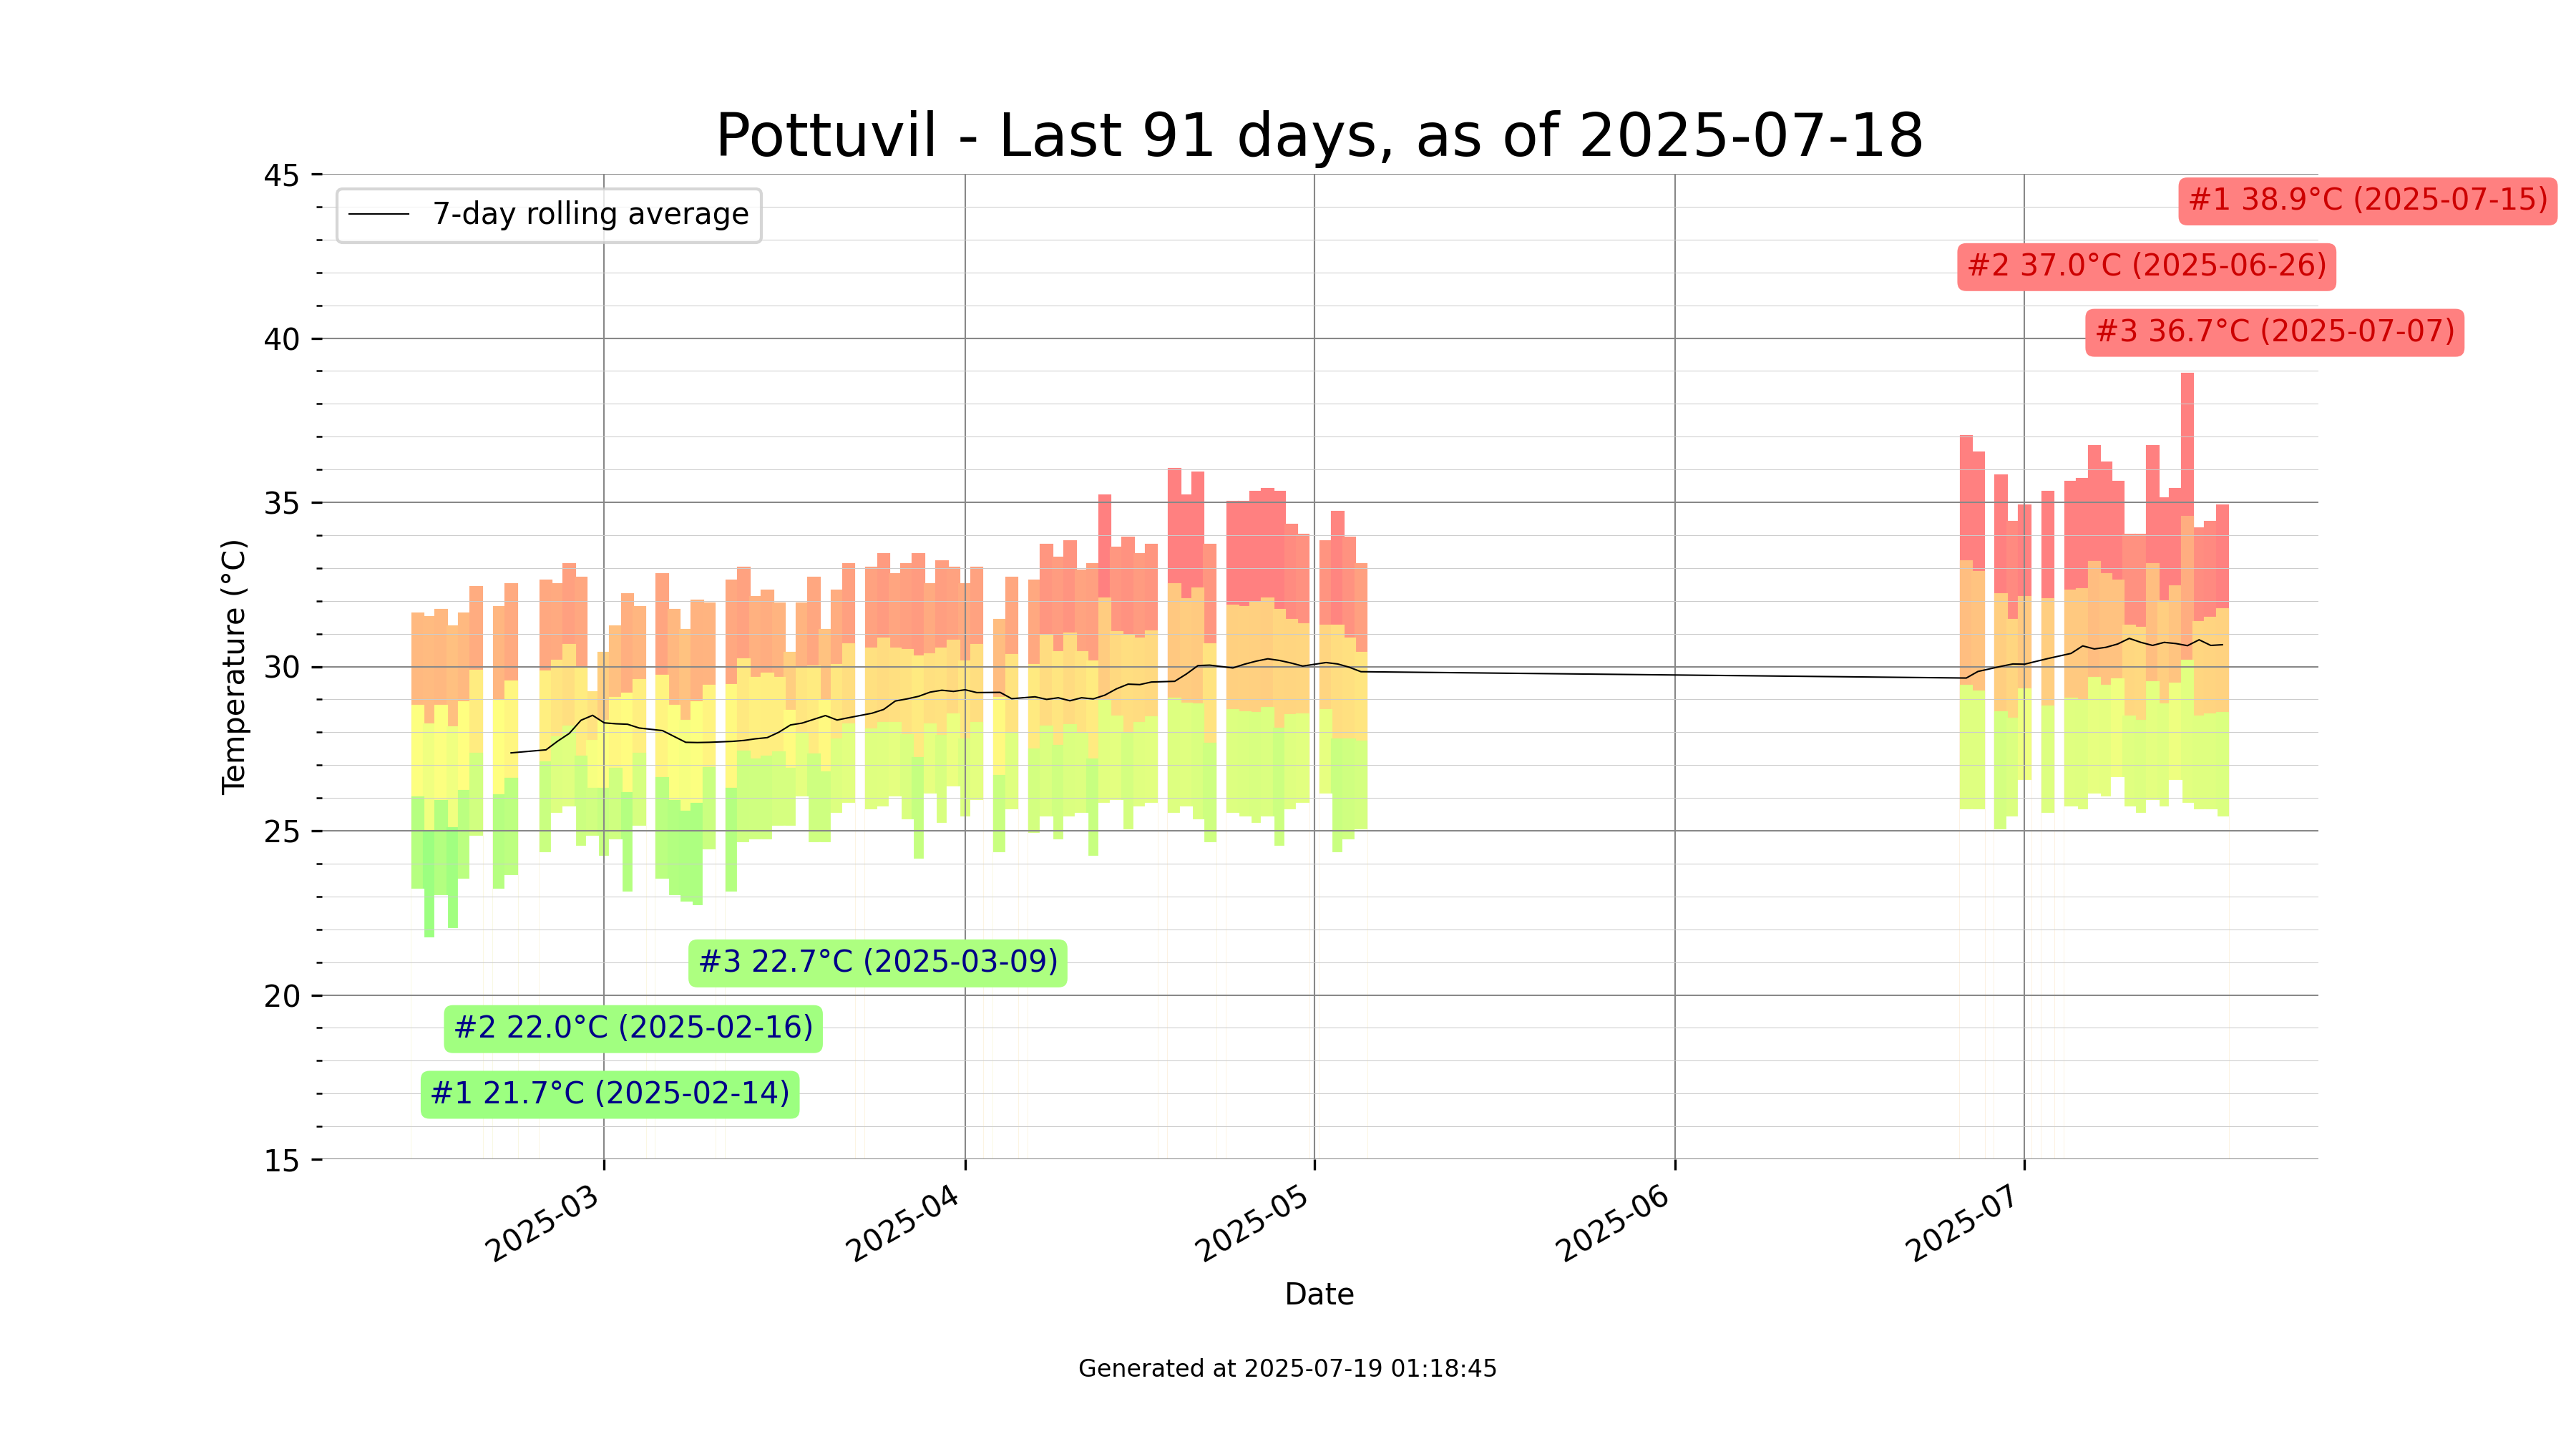 Pottuvil - Last 91 days, as of 2025-07-18
7-day rolling average
#1 38.9°C (2025-07-15)
#2 37.0°C (2025-06-26)
#3 36.7°C (2025-07-07)
45
40
35
30
25
20
15
Temperature (°C)
#3 22.7°C (2025-03-09)
#2 22.0°C (2025-02-16)
#1 21.7°C (2025-02-14)
2025-03
2025-04
2025-05
2025-06
2025-07
Date
Generated at 2025-07-19 01:18:45